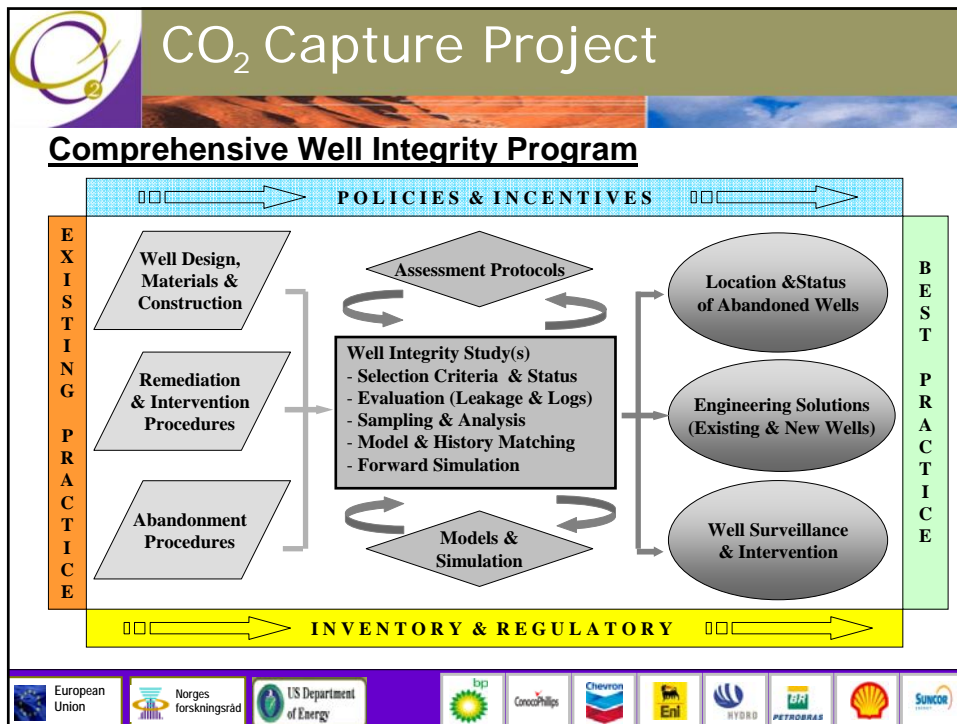 CO₂ Capture Project
2
Comprehensive Well Integrity Program
POLICIES & INCENTIVES
EXISTING PRACTICE
Well Design,
Materials &
Construction
Remediation
& Intervention
Procedures
Abandonment
Procedures
Assessment Protocols
Well Integrity Study(s)
- Selection Criteria & Status
- Evaluation (Leakage & Logs)
- Sampling & Analysis
- Model & History Matching
- Forward Simulation
Models &
Simulation
Location &Status
of Abandoned Wells
Engineering Solutions
(Existing & New Wells)
Well Surveillance
& Intervention
BEST PRACTICE
INVENTORY & REGULATORY
European
Union
Norges
forskningsråd
US Department
of Energy
bp
ConocoPhillips
Chevron
Eni
HYDRO
BR
PETROBRAS
SUNCOR
ENERGY